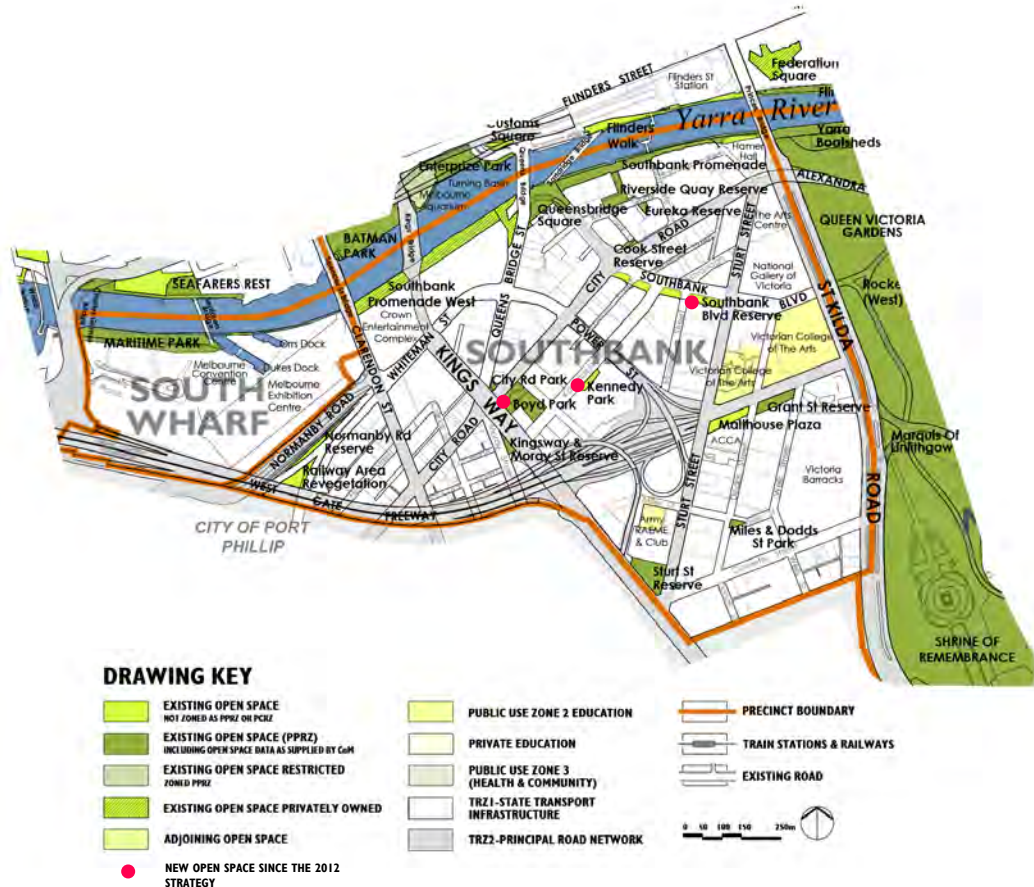 FLINDERS STREET
Flinders St
Station
Federation
Square
Princes Bridge
Yarra River
Customs
Square
Flinders
Walk
Yarra
Boatsheds
Hamer
Hall
Enterprize Park
Southbank Promenade
Turning Basin
Melbourne
Aquarium
Queens Bridge
ALEXANDRA
Riverside Quay Reserve
Queensbridge
Square
Eureka Reserve
The Arts
Centre
QUEEN VICTORIA
GARDENS
BATMAN
PARK
Kings Bridge
Cook Street
Reserve
CITY ROAD
STURT STREET
National
Gallery of
Victoria
SEAFARERS REST
Southbank
Promenade West
QUEENS BRIDGE ST
SOUTHBANK BLVD
Southbank
Blvd Reserve
ST KILDA ROAD
(West)
Crown
Entertainment
Complex
MARITIME PARK
Orrs Dock
Dukes Dock
Melbourne
Convention
Centre
Melbourne
Exhibition
Centre
CLARENDON ST
WHITEMAN ST
POWER ST
Victorian College
of The Arts
Victorian College
of The Arts
SOUTHBANK
SOUTH
WHARF
KINGS WAY
City Rd Park
Kennedy
Park
Boyd Park
Grant St Reserve
Malthouse Plaza
NORMANBY ROAD
Normanby Rd
Reserve
CITY ROAD
Kingsway &
Moray St Reserve
ACCA
Marquis Of
Linlithgow
Railway Area
Revegetation
Victoria
Barracks
WEST GATE FREEWAY
STURT STREET
CITY OF PORT
PHILLIP
Army
RAEME
& Club
Miles & Dodds
St Park
Sturt St
Reserve
SHRINE OF
REMEMBRANCE
DRAWING KEY
EXISTING OPEN SPACE
NOT ZONED AS PPRZ OR PCRZ
EXISTING OPEN SPACE (PPRZ)
INCLUDING OPEN SPACE DATA AS SUPPLIED BY CoM
EXISTING OPEN SPACE RESTRICTED
ZONED PPRZ
EXISTING OPEN SPACE PRIVATELY OWNED
ADJOINING OPEN SPACE
NEW OPEN SPACE SINCE THE 2012
STRATEGY
PUBLIC USE ZONE 2 EDUCATION
PRIVATE EDUCATION
PUBLIC USE ZONE 3
(HEALTH & COMMUNITY)
TRZ1-STATE TRANSPORT
INFRASTRUCTURE
TRZ2-PRINCIPAL ROAD NETWORK
PRECINCT BOUNDARY
TRAIN STATIONS & RAILWAYS
EXISTING ROAD
0 50 100 150 250m